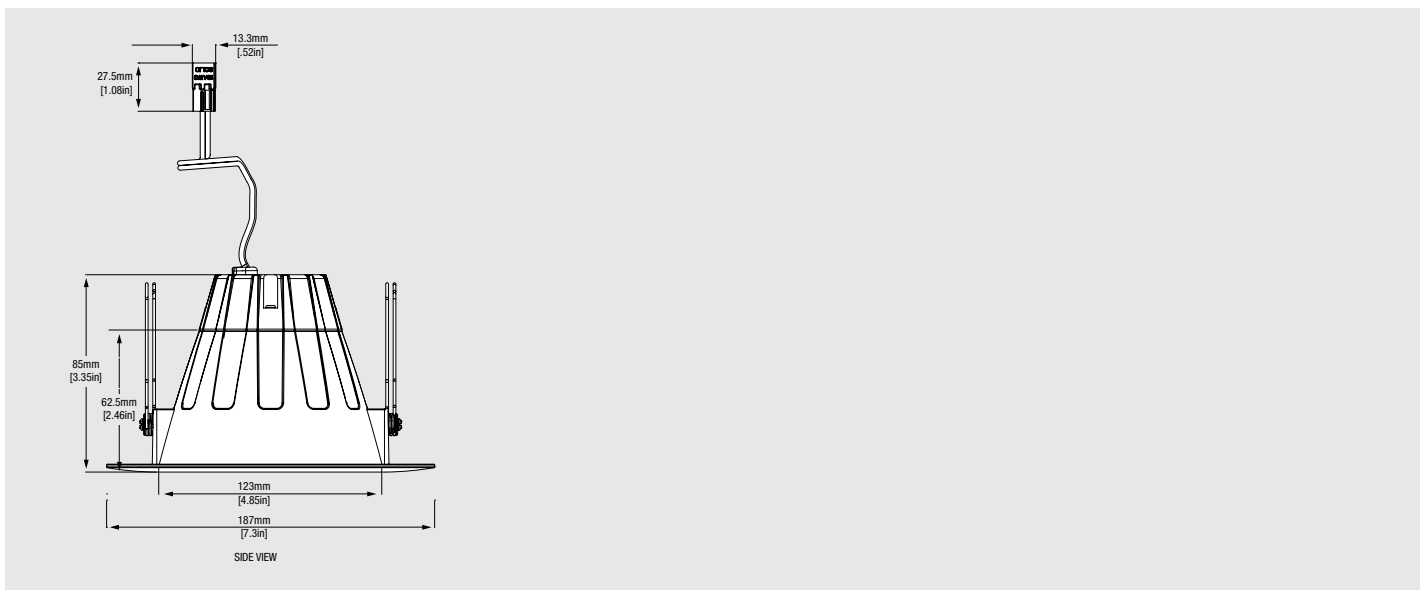 13.3mm
[.52in]
27.5mm
[1.08in]
85mm
[3.35in]
62.5mm
[2.46in]
123mm
[4.85in]
187mm
[7.3in]
SIDE VIEW